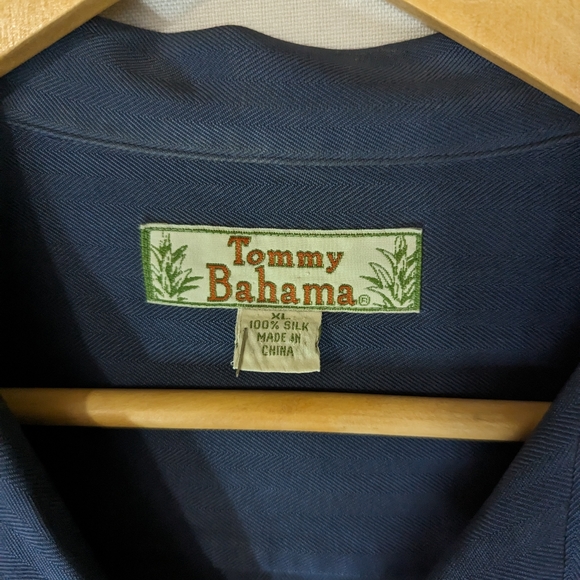 Tommy
Bahama®
XL
100% SILK
MADE IN
CHINA